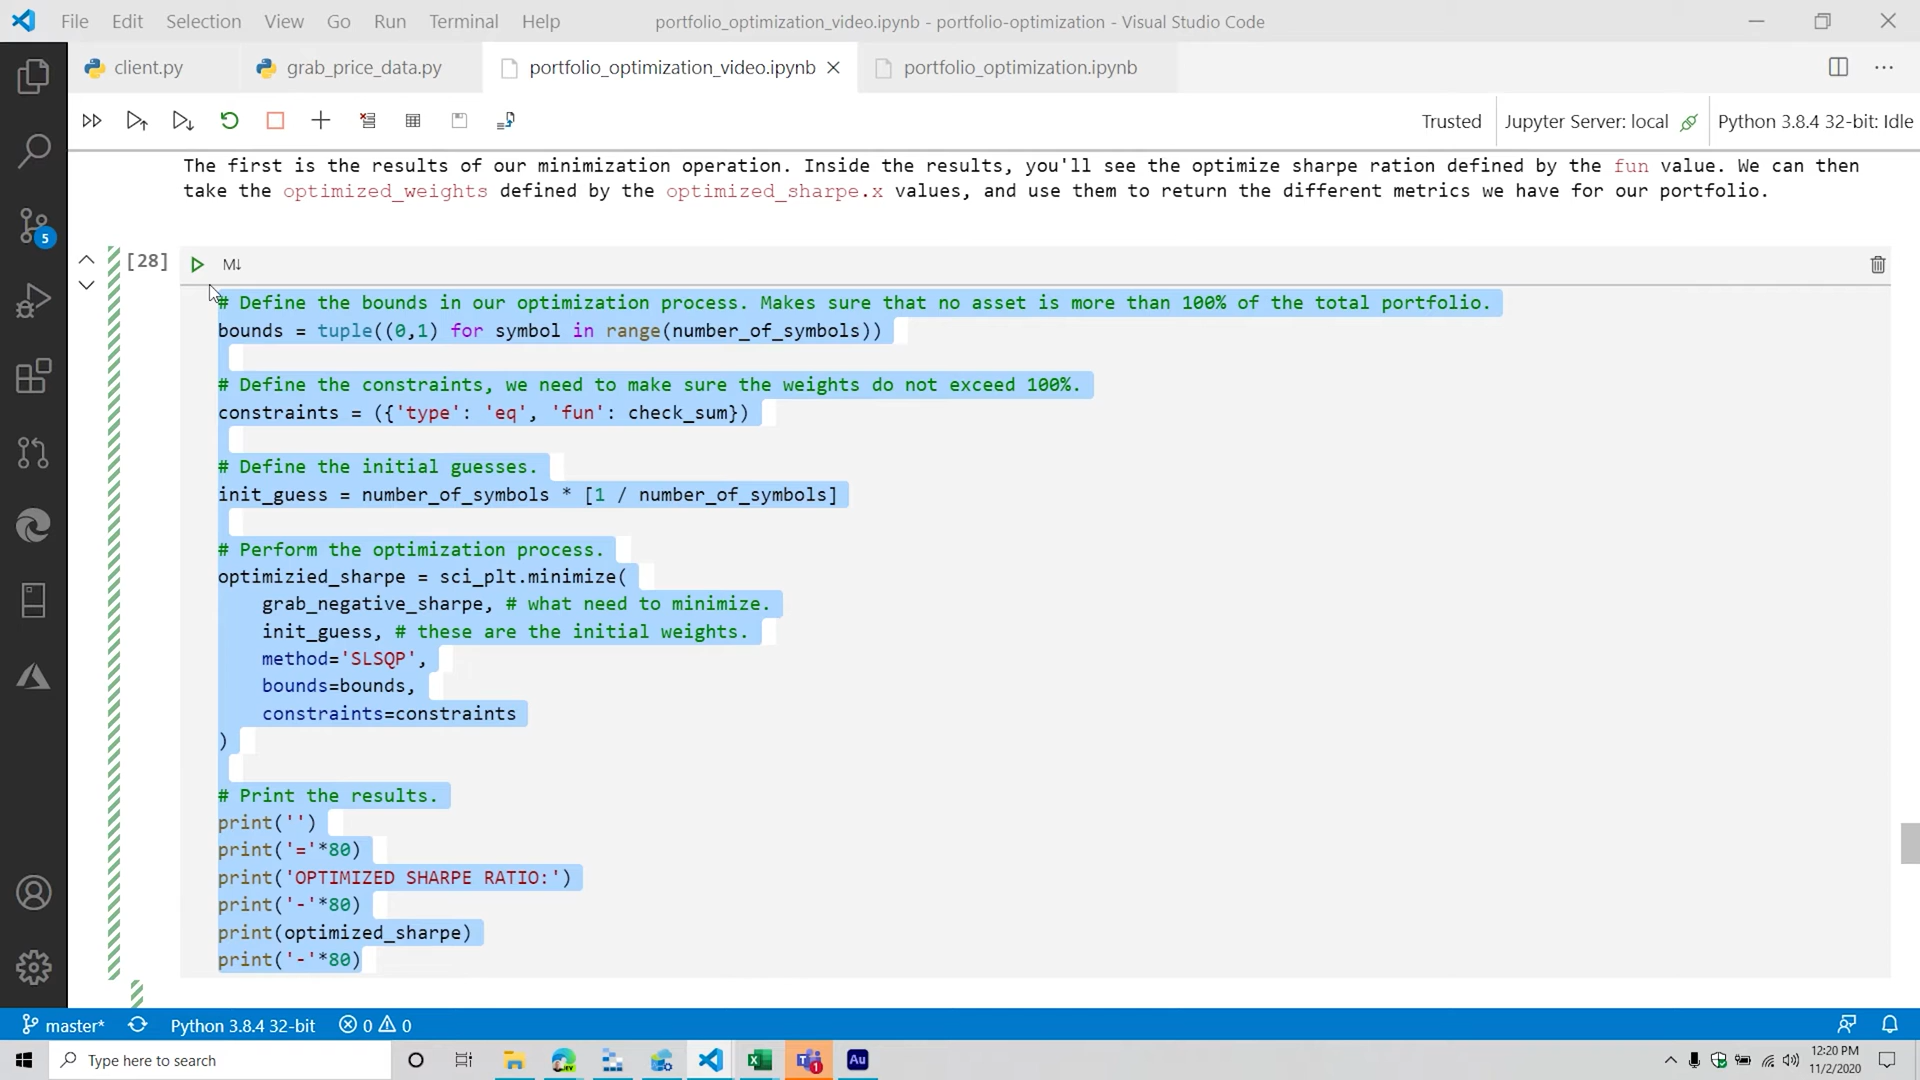 File Edit Selection View Go Run Terminal Help portfolio_optimization_video.ipynb - portfolio-optimization - Visual Studio Code
client.py grab_price_data.py portfolio_optimization_video.ipynb portfolio_optimization.ipynb
Trusted Jupyter Server: local Python 3.8.4 32-bit: Idle
The first is the results of our minimization operation. Inside the results, you'll see the optimize sharpe ration defined by the fun value. We can then
take the optimized_weights defined by the optimized_sharpe.x values, and use them to return the different metrics we have for our portfolio.
5
[28] M↓
# Define the bounds in our optimization process. Makes sure that no asset is more than 100% of the total portfolio.
bounds = tuple((0,1) for symbol in range(number_of_symbols))
# Define the constraints, we need to make sure the weights do not exceed 100%.
constraints = ({'type': 'eq', 'fun': check_sum})
# Define the initial guesses.
init_guess = number_of_symbols * [1 / number_of_symbols]
# Perform the optimization process.
optimizied_sharpe = sci_plt.minimize(
grab_negative_sharpe, # what need to minimize.
init_guess, # these are the initial weights.
method='SLSQP',
bounds=bounds,
constraints=constraints
)
# Print the results.
print('')
print('='*80)
print('OPTIMIZED SHARPE RATIO:')
print('-'*80)
print(optimized_sharpe)
print('-'*80)
master* Python 3.8.4 32-bit 0 0
Type here to search 1 Au 12:20 PM
11/2/2020